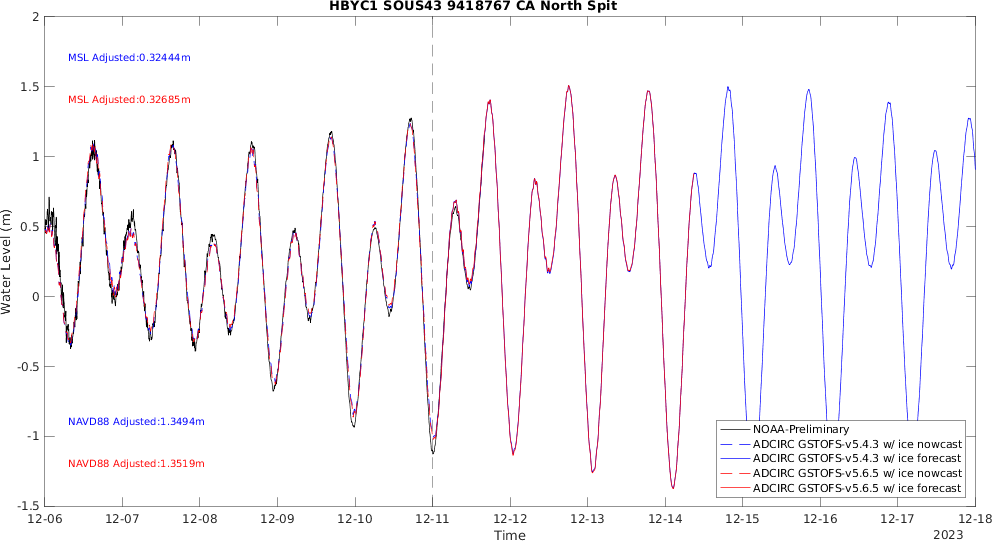 HBYC1 SOUS43 9418767 CA North Spit
2
1.5
1
0.5
0
-0.5
-1
-1.5
Water Level (m)
MSL Adjusted:0.32444m
MSL Adjusted:0.32685m
NAVD88 Adjusted:1.3494m
NAVD88 Adjusted:1.3519m
NOAA-Preliminary
ADCIRC GSTOFS-v5.4.3 w/ ice nowcast
ADCIRC GSTOFS-v5.4.3 w/ ice forecast
ADCIRC GSTOFS-v5.6.5 w/ ice nowcast
ADCIRC GSTOFS-v5.6.5 w/ ice forecast
12-06 12-07 12-08 12-09 12-10 12-11 12-12 12-13 12-14 12-15 12-16 12-17 12-18
Time
2023